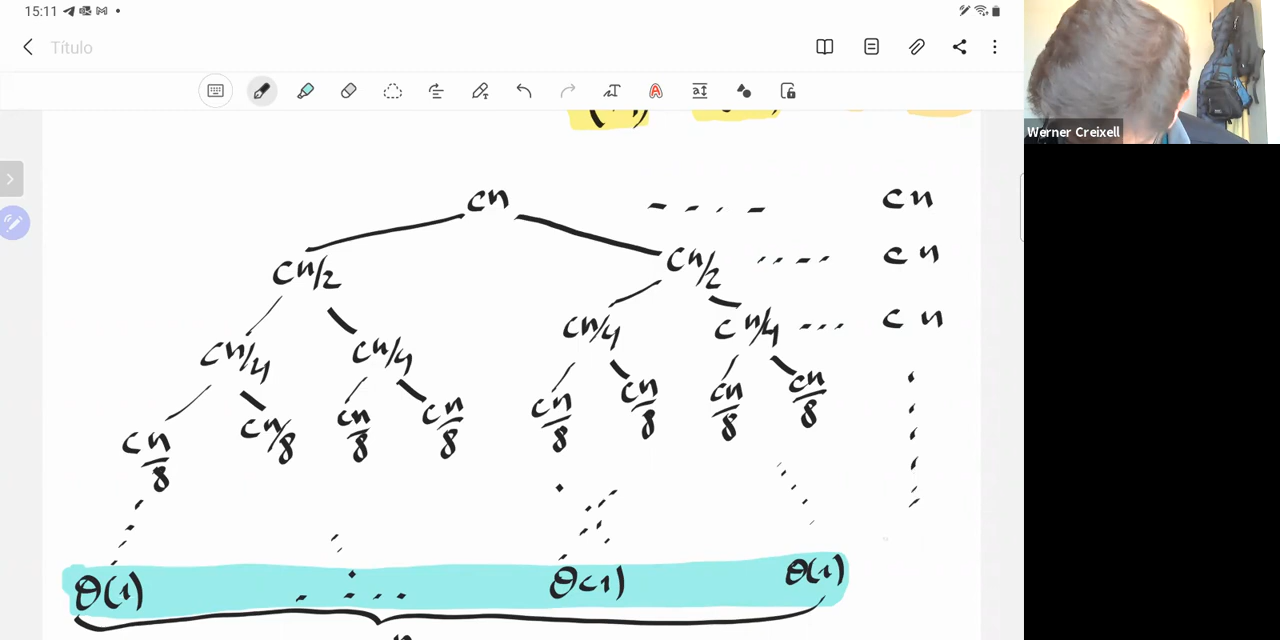 15:11
Título
Werner Creixell
cn - - - - cn
cn/2 cn/2 .... cn
cn/4 cn/4 cn/4 cn/4 ... cn
cn/8 cn/8 cn/8 cn/8 cn/8 cn/8 cn/8 cn/8
θ(1) . ... θ(1) θ(1)
n